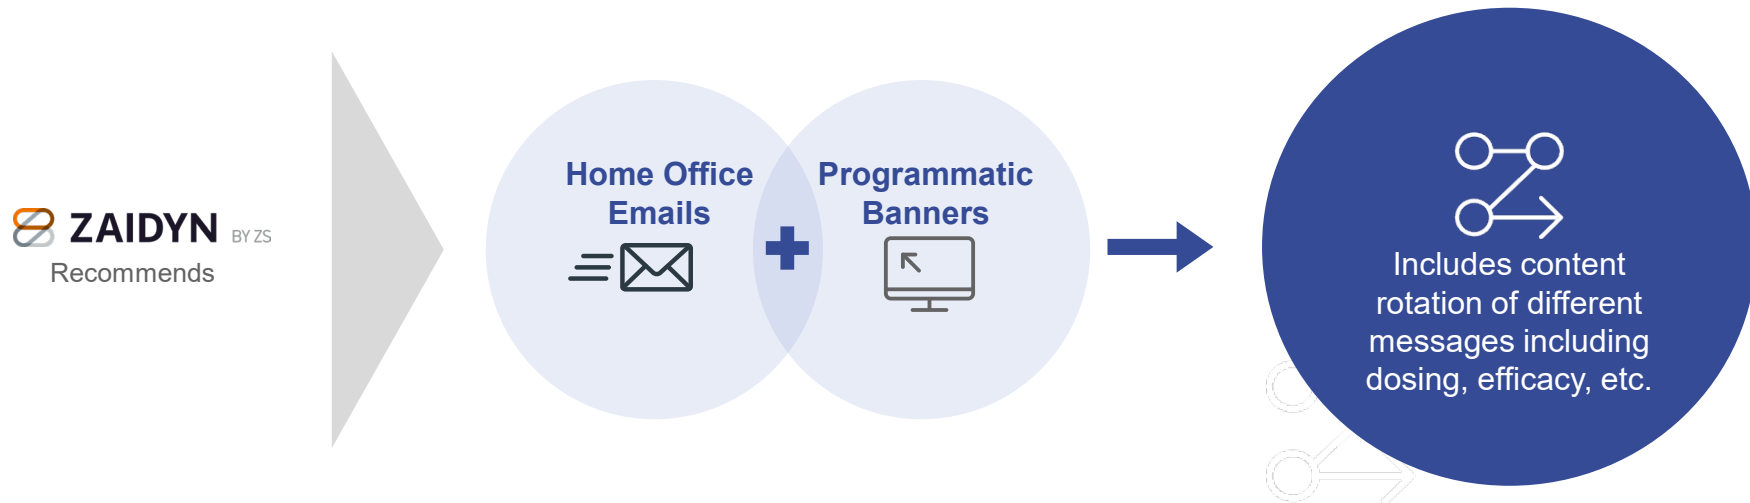 ZAIDYN BY ZS
Recommends
Home Office
Emails
Programmatic
Banners
Includes content
rotation of different
messages including
dosing, efficacy, etc.